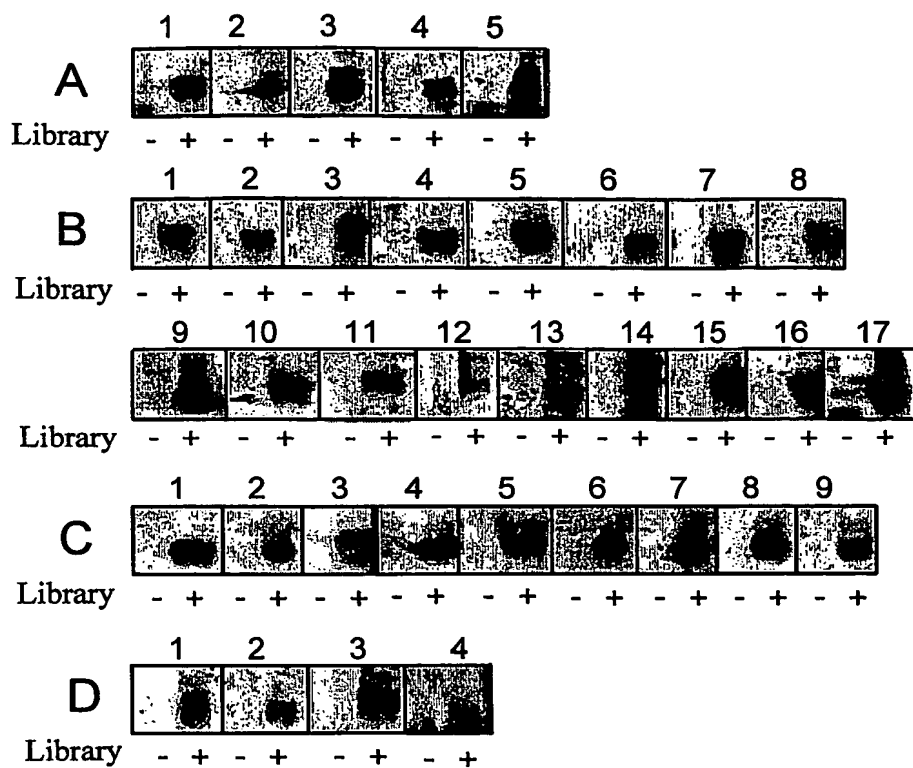 1 2 3 4 5
A
Library - + - + - + - + - +
1 2 3 4 5 6 7 8
B
Library - + - + - + - + - + - + - + - +
9 10 11 12 13 14 15 16 17
Library - + - + - + - + - + - + - + - + - +
1 2 3 4 5 6 7 8 9
C
Library - + - + - + - + - + - + - + - + - +
1 2 3 4
D
Library - + - + - + - +